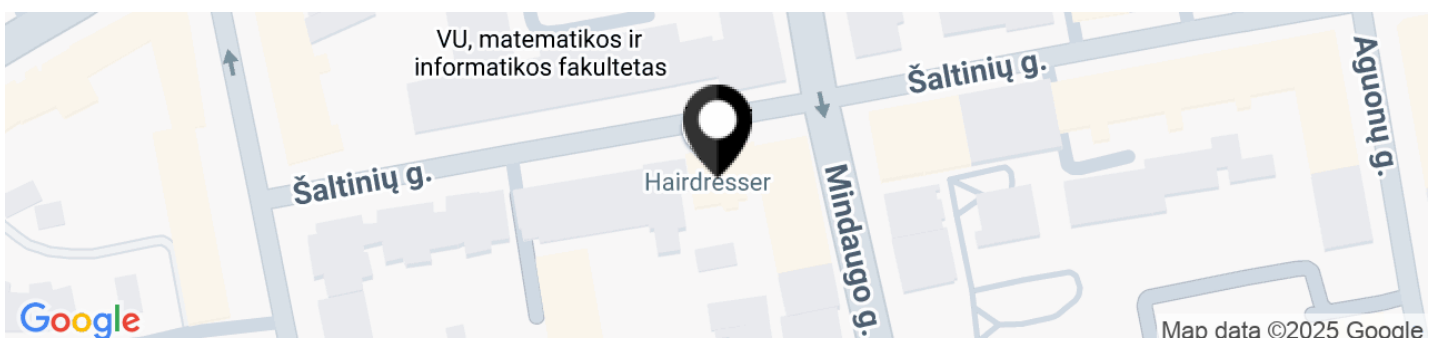 VU, matematikos ir
informatikos fakultetas
Šaltinių g.
Aguonų g.
Šaltinių g.
Hairdresser
Mindaugo g.
Google
Map data ©2025 Google